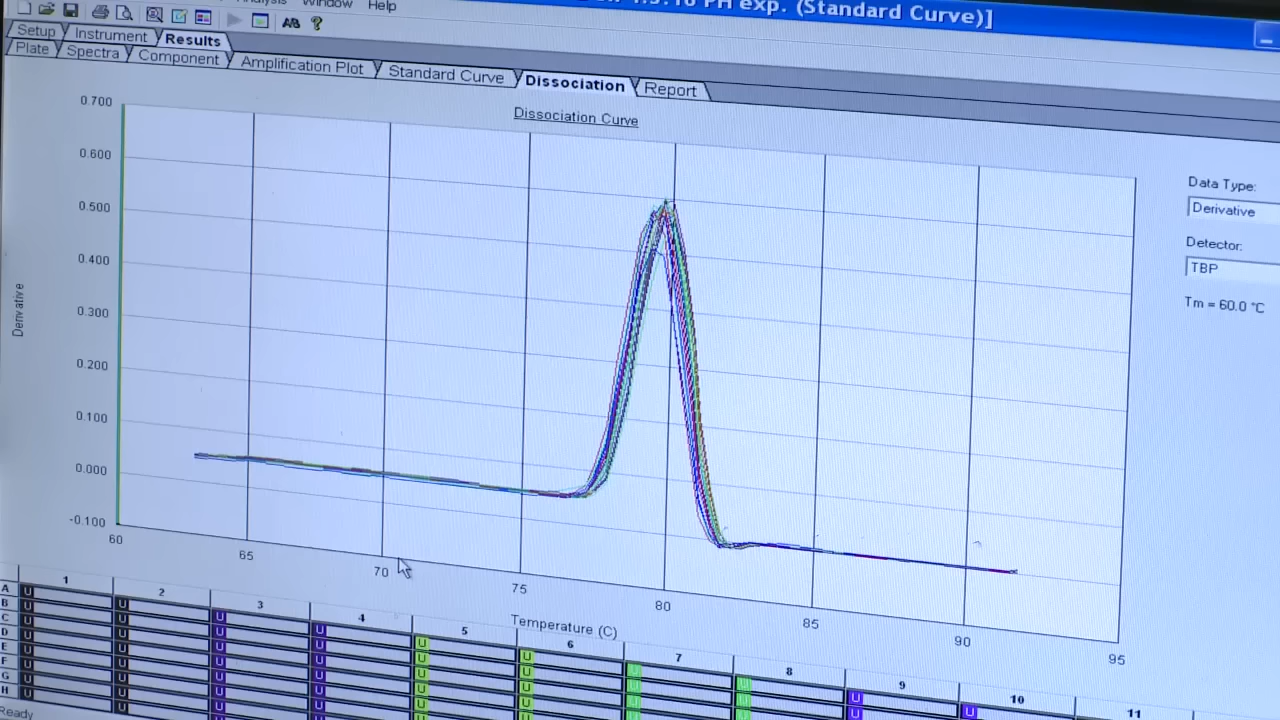 PH exp. (Standard Curve)]
Window Help
Setup Instrument Results
Plate Spectra Component Amplification Plot Standard Curve Dissociation Report
Dissociation Curve
0.700
0.600
0.500
0.400
0.300
0.200
0.100
0.000
-0.100
Derivative
60 65 70 75 80 85 90 95
Temperature (C)
Data Type:
Derivative
Detector:
TBP
Tm = 60.0 °C
1 2 3 4 5 6 7 8 9 10 11
A
B
C
D
E
F
G
H
U U U U U U U U U U
Ready